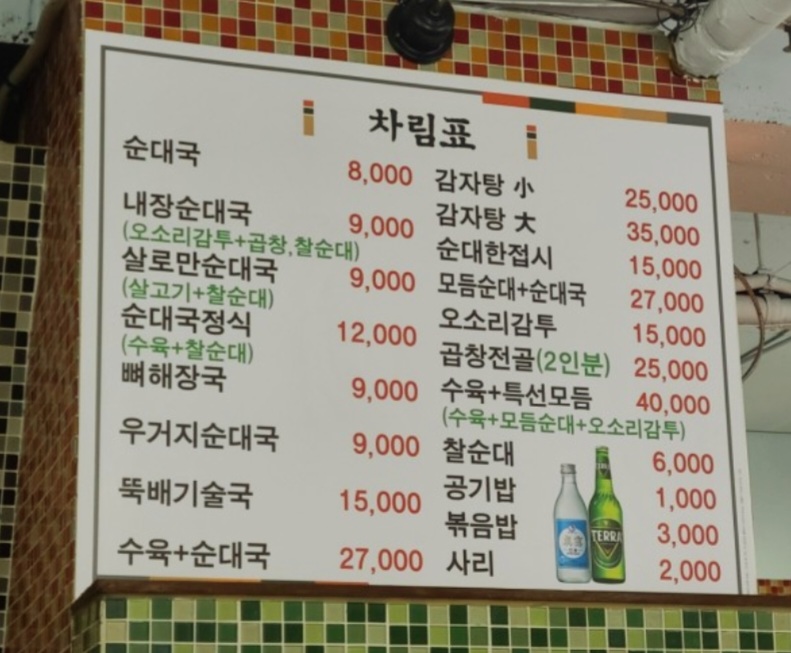 차림표
순대국 8,000
내장순대국 9,000
(오소리감투+곱창,찰순대)
살로만순대국 9,000
(살고기+찰순대)
순대국정식 12,000
(수육+찰순대)
뼈해장국 9,000
우거지순대국 9,000
뚝배기술국 15,000
수육+순대국 27,000
감자탕 小 25,000
감자탕 大 35,000
순대한접시 15,000
모듬순대+순대국 27,000
오소리감투 15,000
곱창전골(2인분) 25,000
수육+특선모듬 40,000
(수육+모듬순대+오소리감투)
찰순대 6,000
공기밥 1,000
볶음밥 3,000
사리 2,000
TERRA